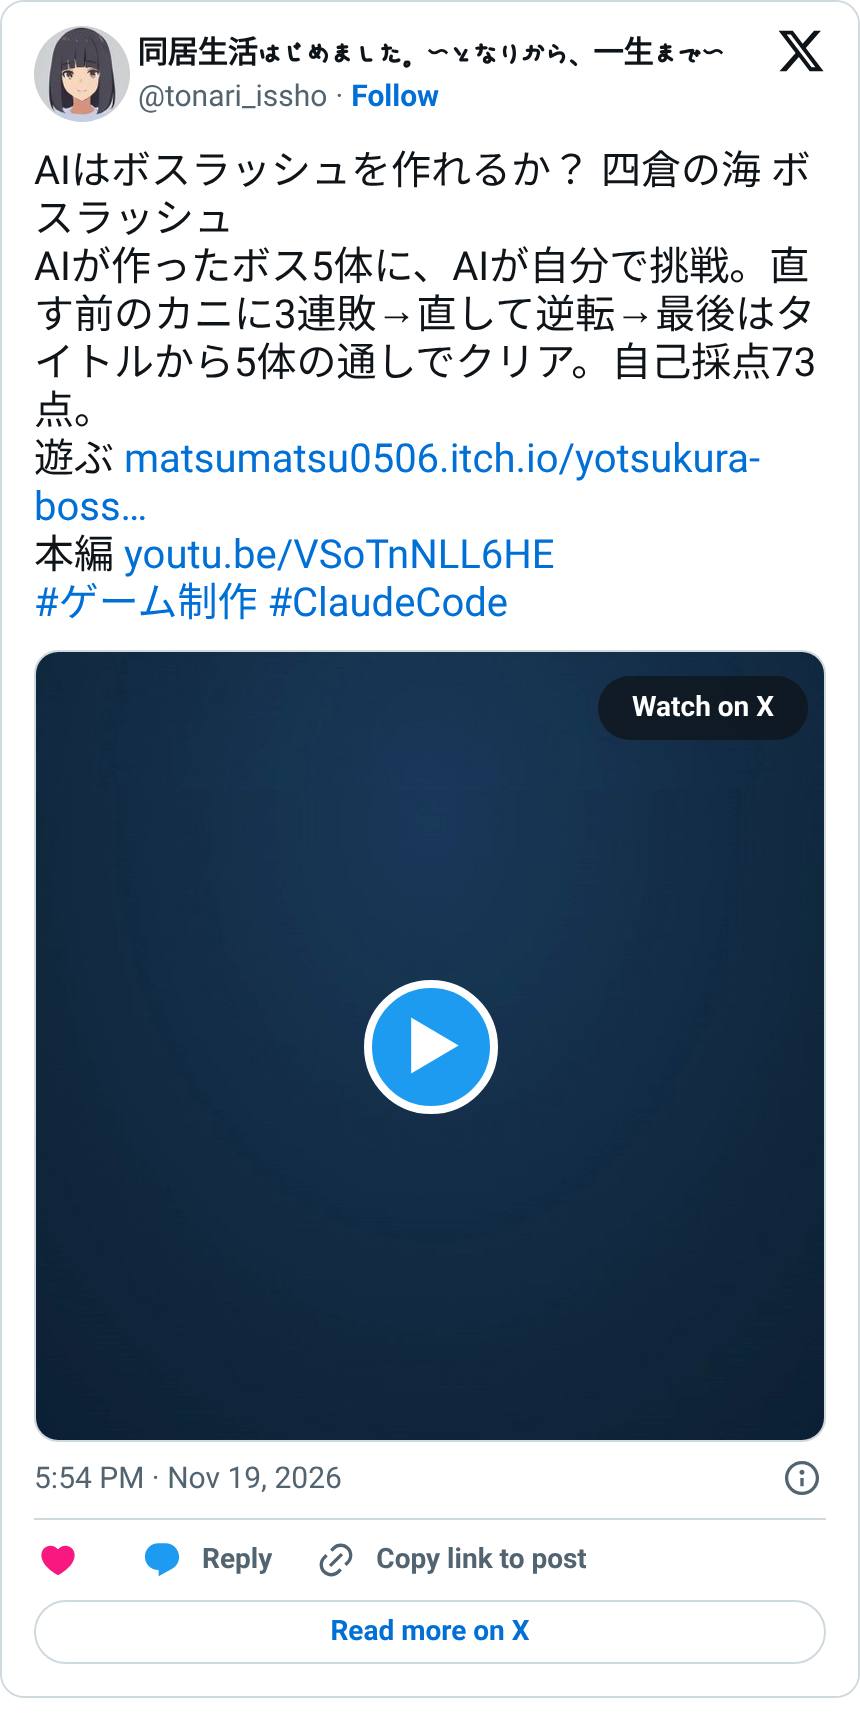 同居生活はじめました。〜となりから、一生まで〜
@tonari_issho · Follow
AIはボスラッシュを作れるか？ 四倉の海 ボ
スラッシュ
AIが作ったボス5体に、AIが自分で挑戦。直
す前のカニに3連敗→直して逆転→最後はタ
イトルから5体の通しでクリア。自己採点73
点。
遊ぶ matsumatsu0506.itch.io/yotsukura-
boss…
本編 youtu.be/VSoTnNLL6HE
#ゲーム制作 #ClaudeCode
Watch on X
5:54 PM · Nov 19, 2026
Reply
Copy link to post
Read more on X